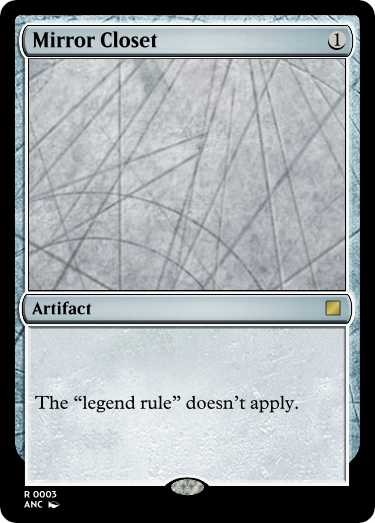 Mirror Closet 1
Artifact
The “legend rule” doesn’t apply.
R 0003
ANC